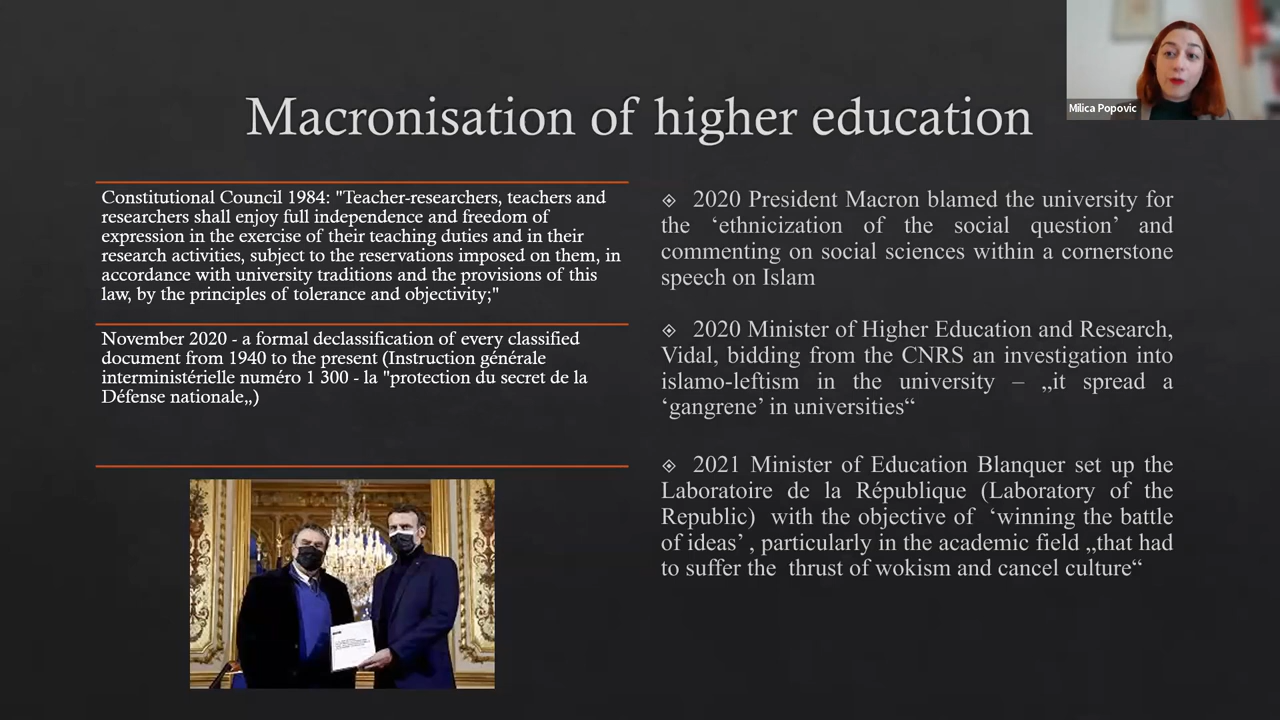 Macronisation of higher education
Milica Popovic
Constitutional Council 1984: "Teacher-researchers, teachers and
researchers shall enjoy full independence and freedom of
expression in the exercise of their teaching duties and in their
research activities, subject to the reservations imposed on them, in
accordance with university traditions and the provisions of this
law, by the principles of tolerance and objectivity;"
November 2020 - a formal declassification of every classified
document from 1940 to the present (Instruction générale
interministérielle numéro 1 300 - la "protection du secret de la
Défense nationale„)
2020 President Macron blamed the university for
the ‘ethnicization of the social question’ and
commenting on social sciences within a cornerstone
speech on Islam
2020 Minister of Higher Education and Research,
Vidal, bidding from the CNRS an investigation into
islamo-leftism in the university – „it spread a
‘gangrene’ in universities“
2021 Minister of Education Blanquer set up the
Laboratoire de la République (Laboratory of the
Republic) with the objective of ‘winning the battle
of ideas’ , particularly in the academic field „that had
to suffer the thrust of wokism and cancel culture“